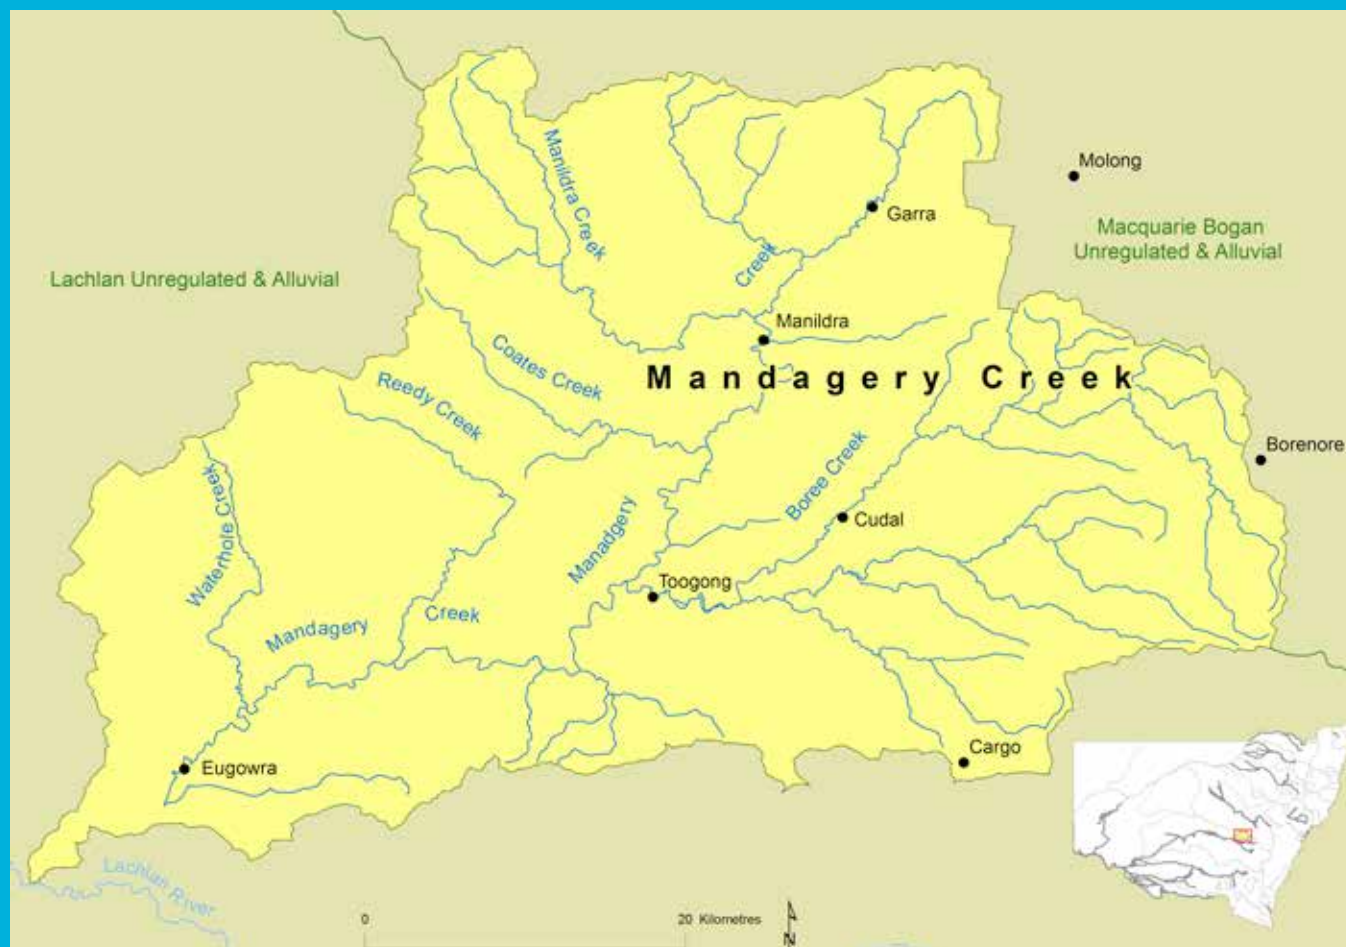 Molong
Manildra Creek
Garra
Macquarie Bogan
Unregulated & Alluvial
Lachlan Unregulated & Alluvial
Creek
Manildra
Coates Creek
Mandagery Creek
Reedy Creek
Borenore
Boree Creek
Waterhole Creek
Cudal
Manadgery
Toogong
Creek
Mandagery
Cargo
Eugowra
Lachlan River
0
20 Kilometres
N